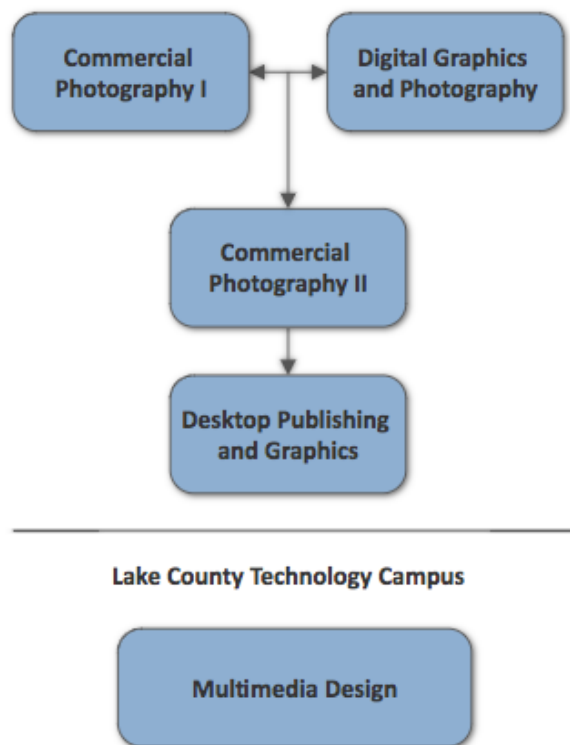 Commercial
Photography I
Digital Graphics
and Photography
Commercial
Photography II
Desktop Publishing
and Graphics
Lake County Technology Campus
Multimedia Design